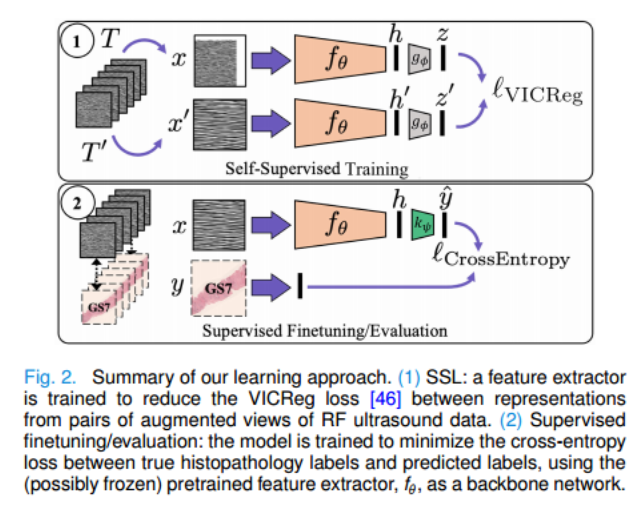 1
T
x
f_θ
h
g_ϕ
z
ℓ_VICReg
T′
x′
f_θ
h′
g_ϕ
z′
Self-Supervised Training
2
x
f_θ
h
k_ψ
ŷ
ℓ_CrossEntropy
GS7
y
GS7
Supervised Finetuning/Evaluation
Fig. 2. Summary of our learning approach. (1) SSL: a feature extractor
is trained to reduce the VICReg loss [46] between representations
from pairs of augmented views of RF ultrasound data. (2) Supervised
finetuning/evaluation: the model is trained to minimize the cross-entropy
loss between true histopathology labels and predicted labels, using the
(possibly frozen) pretrained feature extractor, f_θ, as a backbone network.